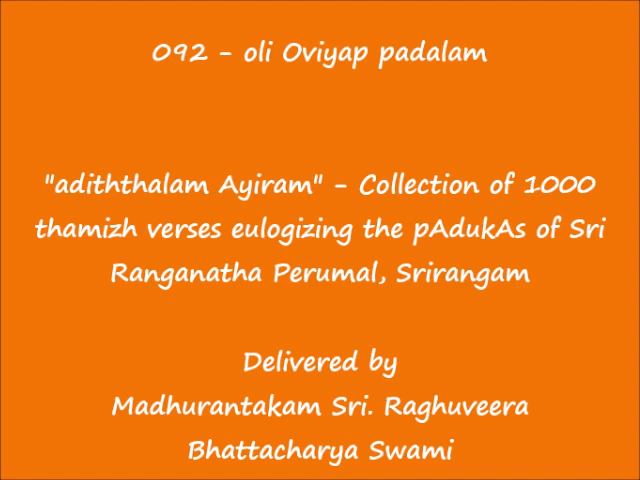 092 - oli Oviyap padalam
"adiththalam Ayiram" - Collection of 1000
thamizh verses eulogizing the pAdukAs of Sri
Ranganatha Perumal, Srirangam
Delivered by
Madhurantakam Sri. Raghuveera
Bhattacharya Swami